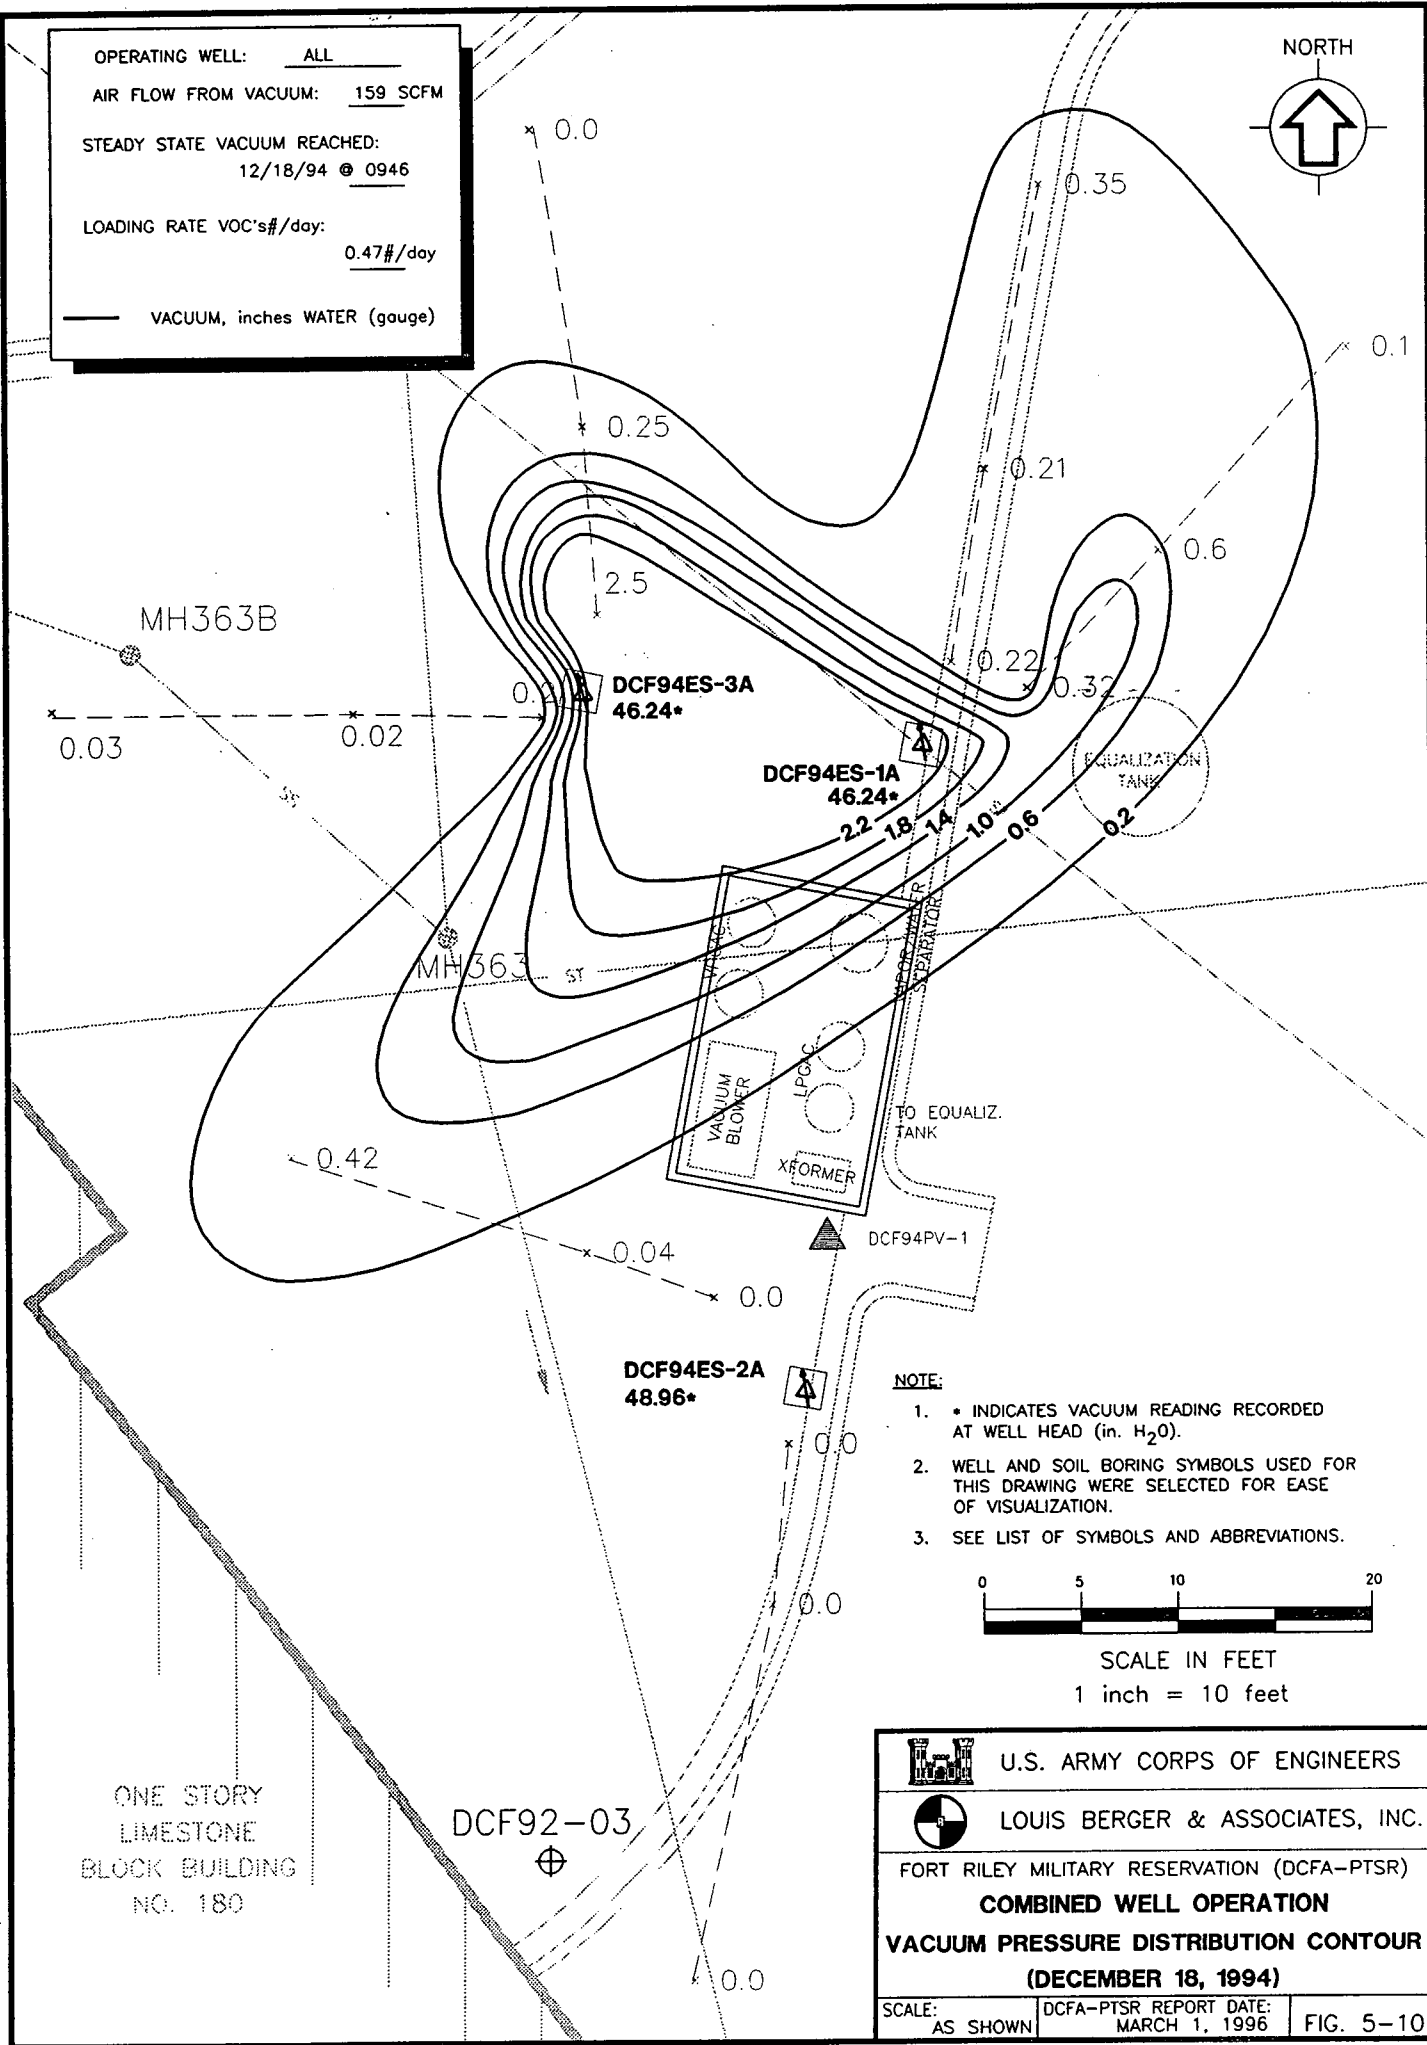 OPERATING WELL: ALL
AIR FLOW FROM VACUUM: 159 SCFM
STEADY STATE VACUUM REACHED:
12/18/94 @ 0946
LOADING RATE VOC's#/day:
0.47#/day
VACUUM, inches WATER (gauge)
NORTH
0.0
0.35
0.1
0.25
0.21
0.6
2.5
MH363B
0.22
0.32
DCF94ES-3A
46.24*
0.03
0.02
EQUALIZATION
TANK
DCF94ES-1A
46.24*
2.2
1.8
1.4
1.0
0.6
0.2
MH363
ST
SEPARATOR
LPGAC
VACUUM
BLOWER
XFORMER
TO EQUALIZ.
TANK
0.42
DCF94PV-1
0.04
0.0
DCF94ES-2A
48.96*
0.0
0.0
0.0
NOTE:
1. * INDICATES VACUUM READING RECORDED
AT WELL HEAD (in. H2O).
2. WELL AND SOIL BORING SYMBOLS USED FOR
THIS DRAWING WERE SELECTED FOR EASE
OF VISUALIZATION.
3. SEE LIST OF SYMBOLS AND ABBREVIATIONS.
0 5 10 20
SCALE IN FEET
1 inch = 10 feet
ONE STORY
LIMESTONE
BLOCK BUILDING
NO. 180
DCF92-03
U.S. ARMY CORPS OF ENGINEERS
LOUIS BERGER & ASSOCIATES, INC.
FORT RILEY MILITARY RESERVATION (DCFA-PTSR)
COMBINED WELL OPERATION
VACUUM PRESSURE DISTRIBUTION CONTOUR
(DECEMBER 18, 1994)
SCALE:
AS SHOWN
DCFA-PTSR REPORT DATE:
MARCH 1, 1996
FIG. 5-10